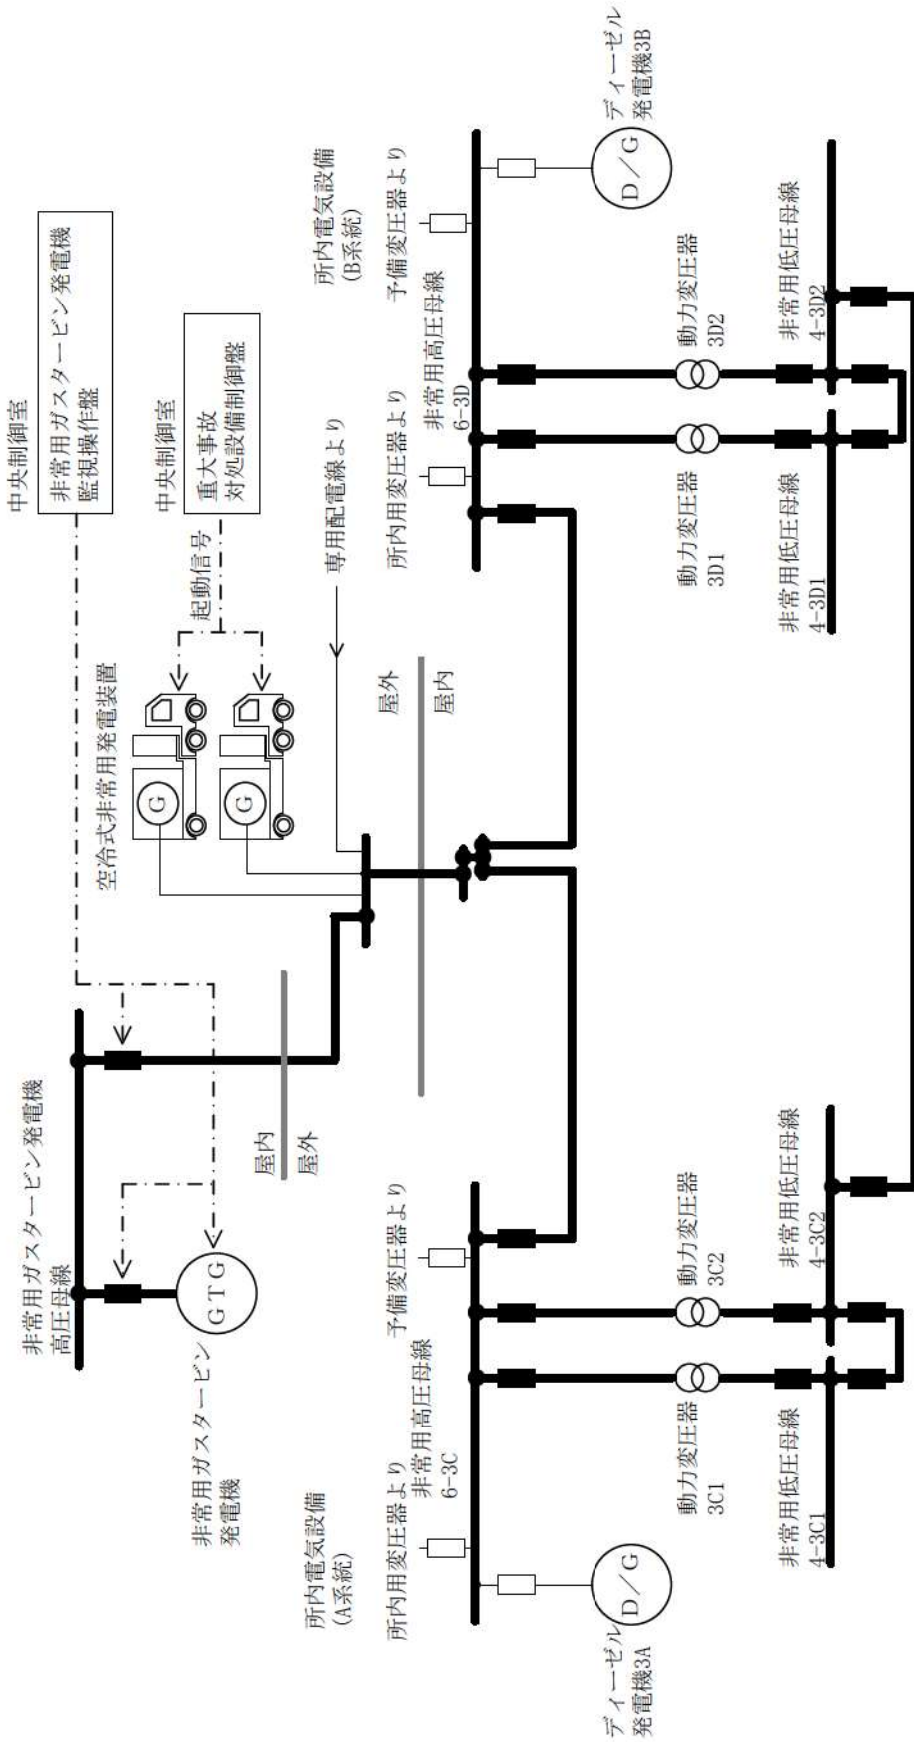 中央制御室
非常用ガスタービン発電機
監視操作盤
中央制御室
重大事故
対処設備制御盤
起動信号
空冷式非常用発電装置
G
G
専用配電線より
非常用ガスタービン発電機
高圧母線
GTG
非常用ガスタービン
発電機
屋内
屋外
屋外
屋内
所内電気設備
(A系統)
所内用変圧器より
予備変圧器より
非常用高圧母線
6-3C
D/G
ディーゼル
発電機3A
動力変圧器
3C1
動力変圧器
3C2
非常用低圧母線
4-3C1
非常用低圧母線
4-3C2
所内電気設備
(B系統)
所内用変圧器より
予備変圧器より
非常用高圧母線
6-3D
D/G
ディーゼル
発電機3B
動力変圧器
3D1
動力変圧器
3D2
非常用低圧母線
4-3D1
非常用低圧母線
4-3D2